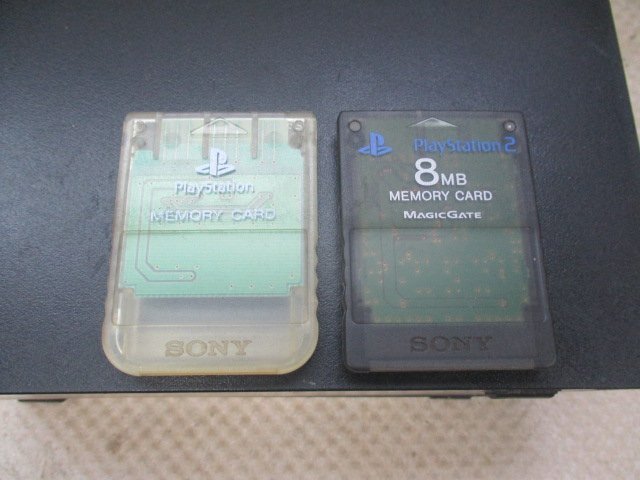 PlayStation
MEMORY CARD
SONY
PlayStation 2
8MB
MEMORY CARD
MAGICGATE
SONY